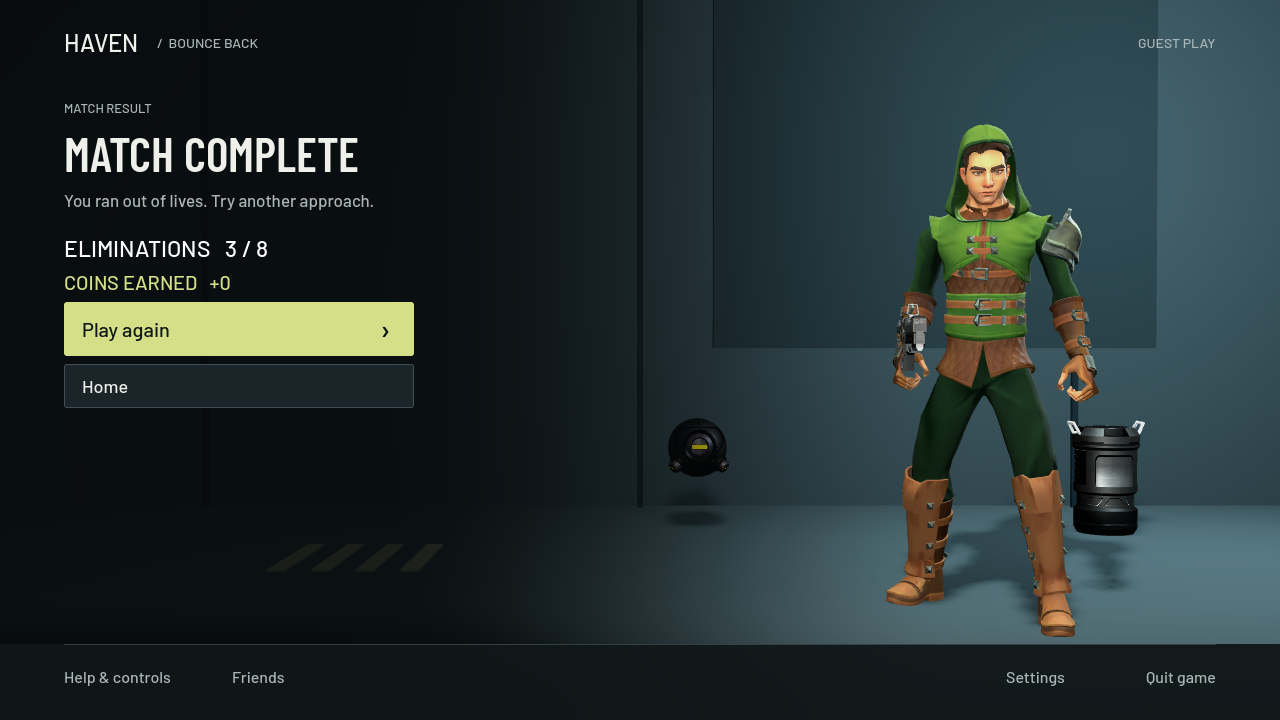 HAVEN / BOUNCE BACK
GUEST PLAY
MATCH RESULT
MATCH COMPLETE
You ran out of lives. Try another approach.
ELIMINATIONS 3 / 8
COINS EARNED +0
Play again ›
Home
Help & controls
Friends
Settings
Quit game